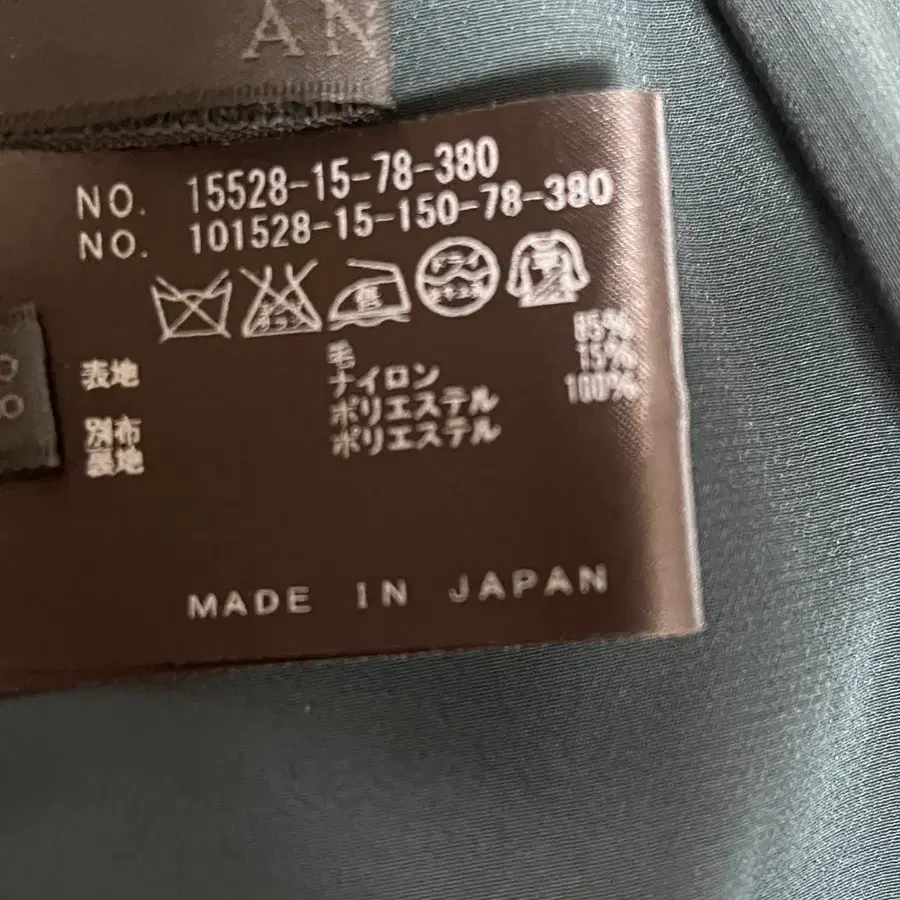 AN
NO. 15528-15-78-380
NO. 101528-15-150-78-380
ドライ
表地 毛 85%
ナイロン 15%
別布 ポリエステル 100%
裏地 ポリエステル
MADE IN JAPAN